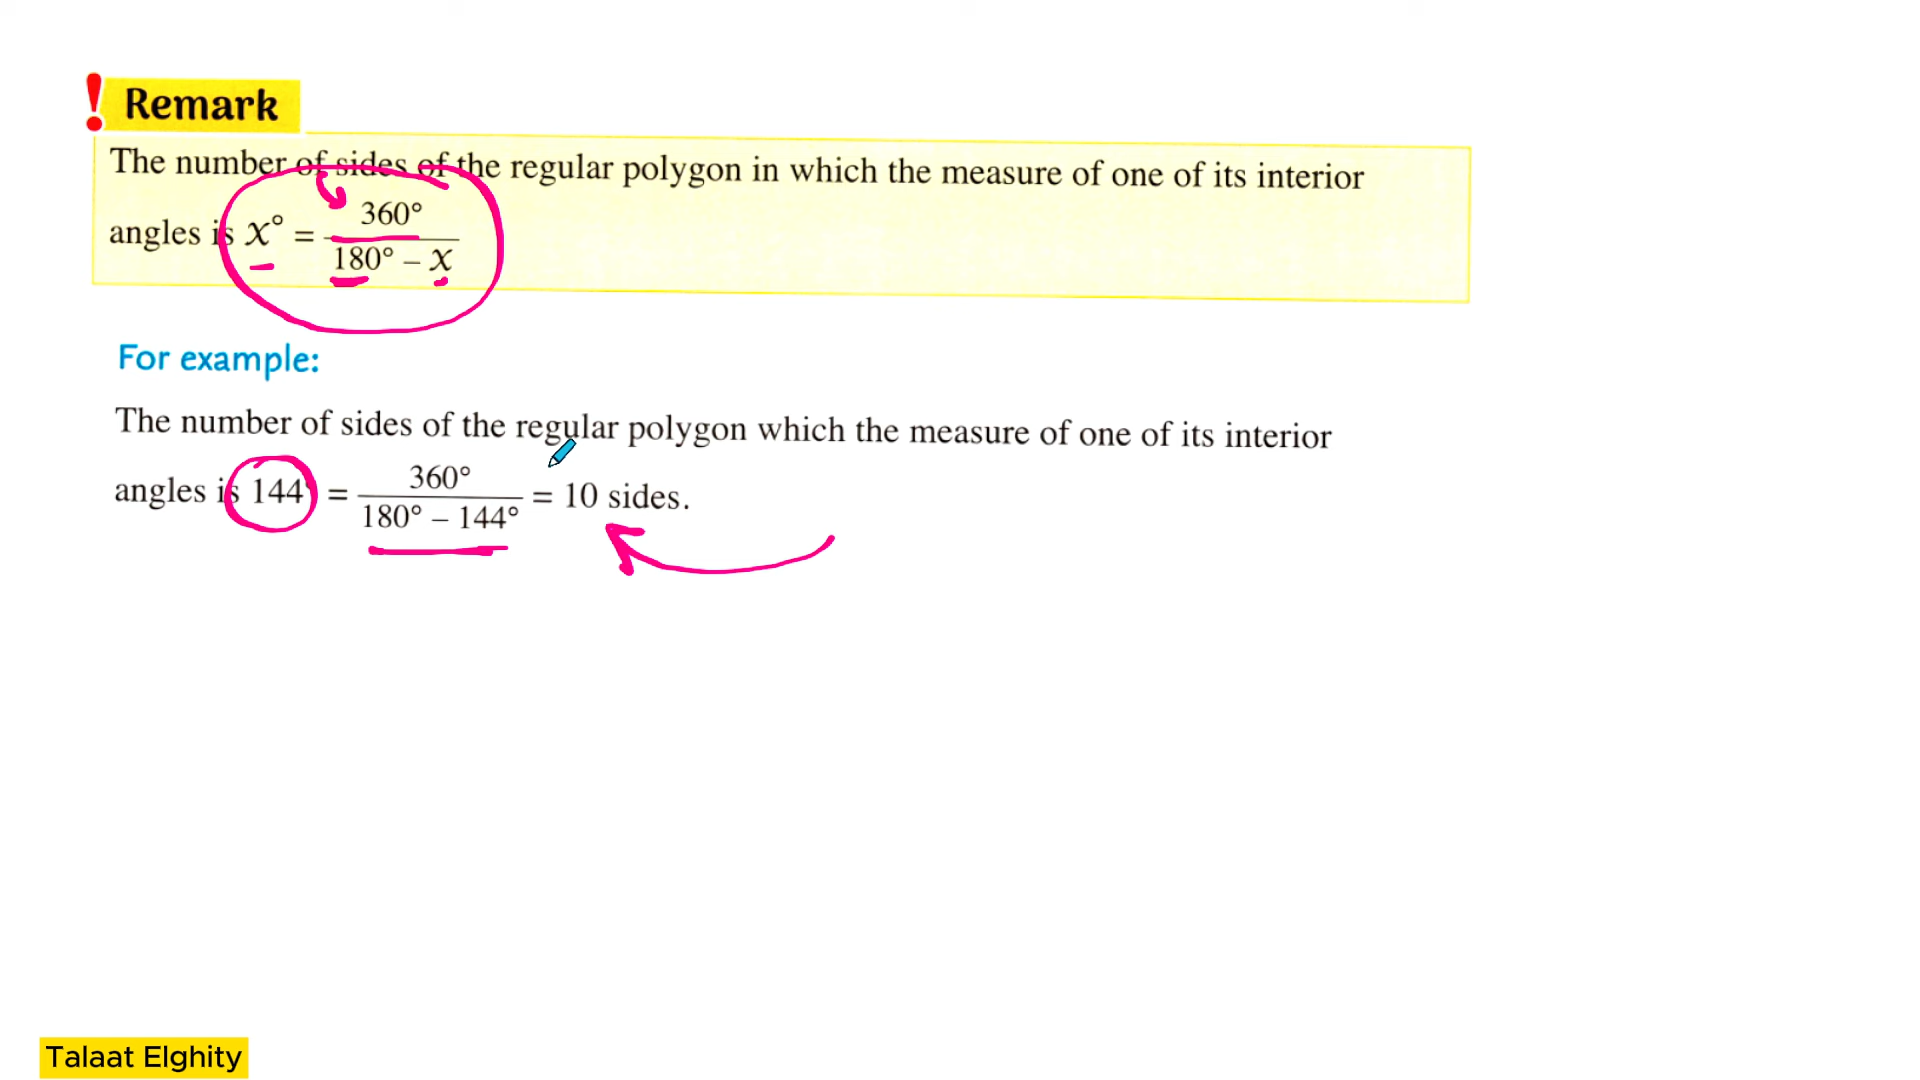 ! Remark
The number of sides of the regular polygon in which the measure of one of its interior
angles is x° = 360° / 180° – x
For example:
The number of sides of the regular polygon which the measure of one of its interior
angles is 144° = 360° / 180° – 144° = 10 sides.
Talaat Elghity